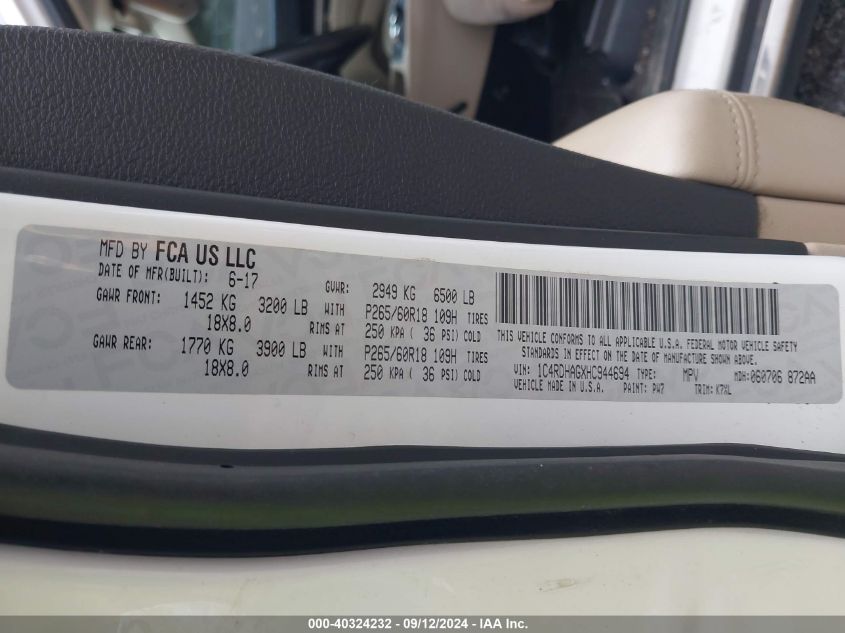 MFD BY FCA US LLC
DATE OF MFR(BUILT): 6-17 GVWR: 2949 KG 6500 LB
GAWR FRONT: 1452 KG 3200 LB WITH P265/60R18 109H TIRES
18X8.0 RIMS AT 250 KPA ( 36 PSI) COLD
GAWR REAR: 1770 KG 3900 LB WITH P265/60R18 109H TIRES
18X8.0 RIMS AT 250 KPA ( 36 PSI) COLD
THIS VEHICLE CONFORMS TO ALL APPLICABLE U.S.A. FEDERAL MOTOR VEHICLE SAFETY
STANDARDS IN EFFECT ON THE DATE OF MANUFACTURE SHOWN ABOVE.
VIN: 1C4RDHAGXHC944694 TYPE: MPV MDH:060706 872AA
VEHICLE MADE IN U.S.A. PAINT: PW7 TRIM: K7XL
000-40324232 - 09/12/2024 - IAA Inc.